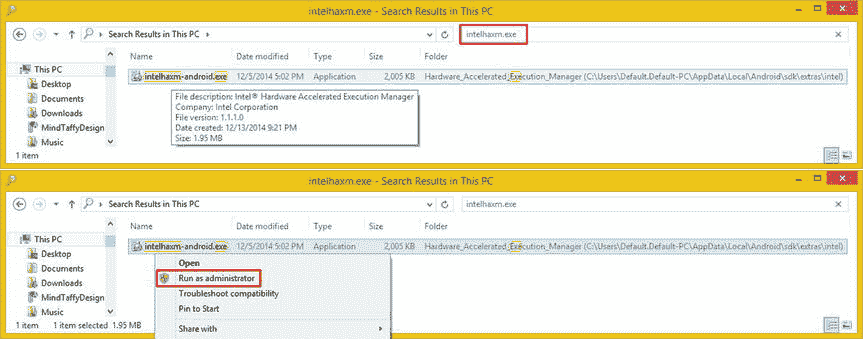 intelhaxm.exe - Search Results in This PC
Search Results in This PC
intelhaxm.exe
Name Date modified Type Size Folder
This PC
Desktop
Documents
Downloads
MindTaffyDesign
Music
intelhaxm-android.exe 12/5/2014 5:02 PM Application 2,005 KB Hardware_Accelerated_Execution_Manager (C:\Users\Default.Default-PC\AppData\Local\Android\sdk\extras\intel)
File description: Intel® Hardware Accelerated Execution Manager
Company: Intel Corporation
File version: 1.1.1.0
Date created: 12/13/2014 9:21 PM
Size: 1.95 MB
1 item
intelhaxm.exe - Search Results in This PC
Search Results in This PC
intelhaxm.exe
Name Date modified Type Size Folder
This PC
Desktop
Documents
Downloads
MindTaffyDesign
Music
intelhaxm-android.exe 12/5/2014 5:02 PM Application 2,005 KB Hardware_Accelerated_Execution_Manager (C:\Users\Default.Default-PC\AppData\Local\Android\sdk\extras\intel)
Open
Run as administrator
Troubleshoot compatibility
Pin to Start
Share with
1 item 1 item selected 1.95 MB